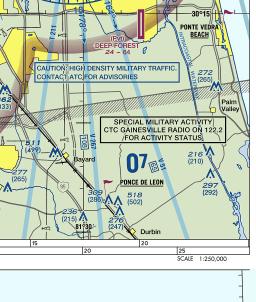 30°15'
PONTE VEDRA
BEACH
(Pvt)
DEEP FOREST
24 - 64
CAUTION: HIGH DENSITY MILITARY TRAFFIC.
CONTACT ATC FOR ADVISORIES
272
(265)
Palm
Valley
SPECIAL MILITARY ACTIVITY
CTC GAINESVILLE RADIO ON 122.2
FOR ACTIVITY STATUS
511
Bayard
07
216
(210)
277
(265)
PONCE DE LEON
518
(502)
297
(292)
236
(215)
81°30'
276
(247)
Durbin
15
20
20
25
SCALE 1:250,000